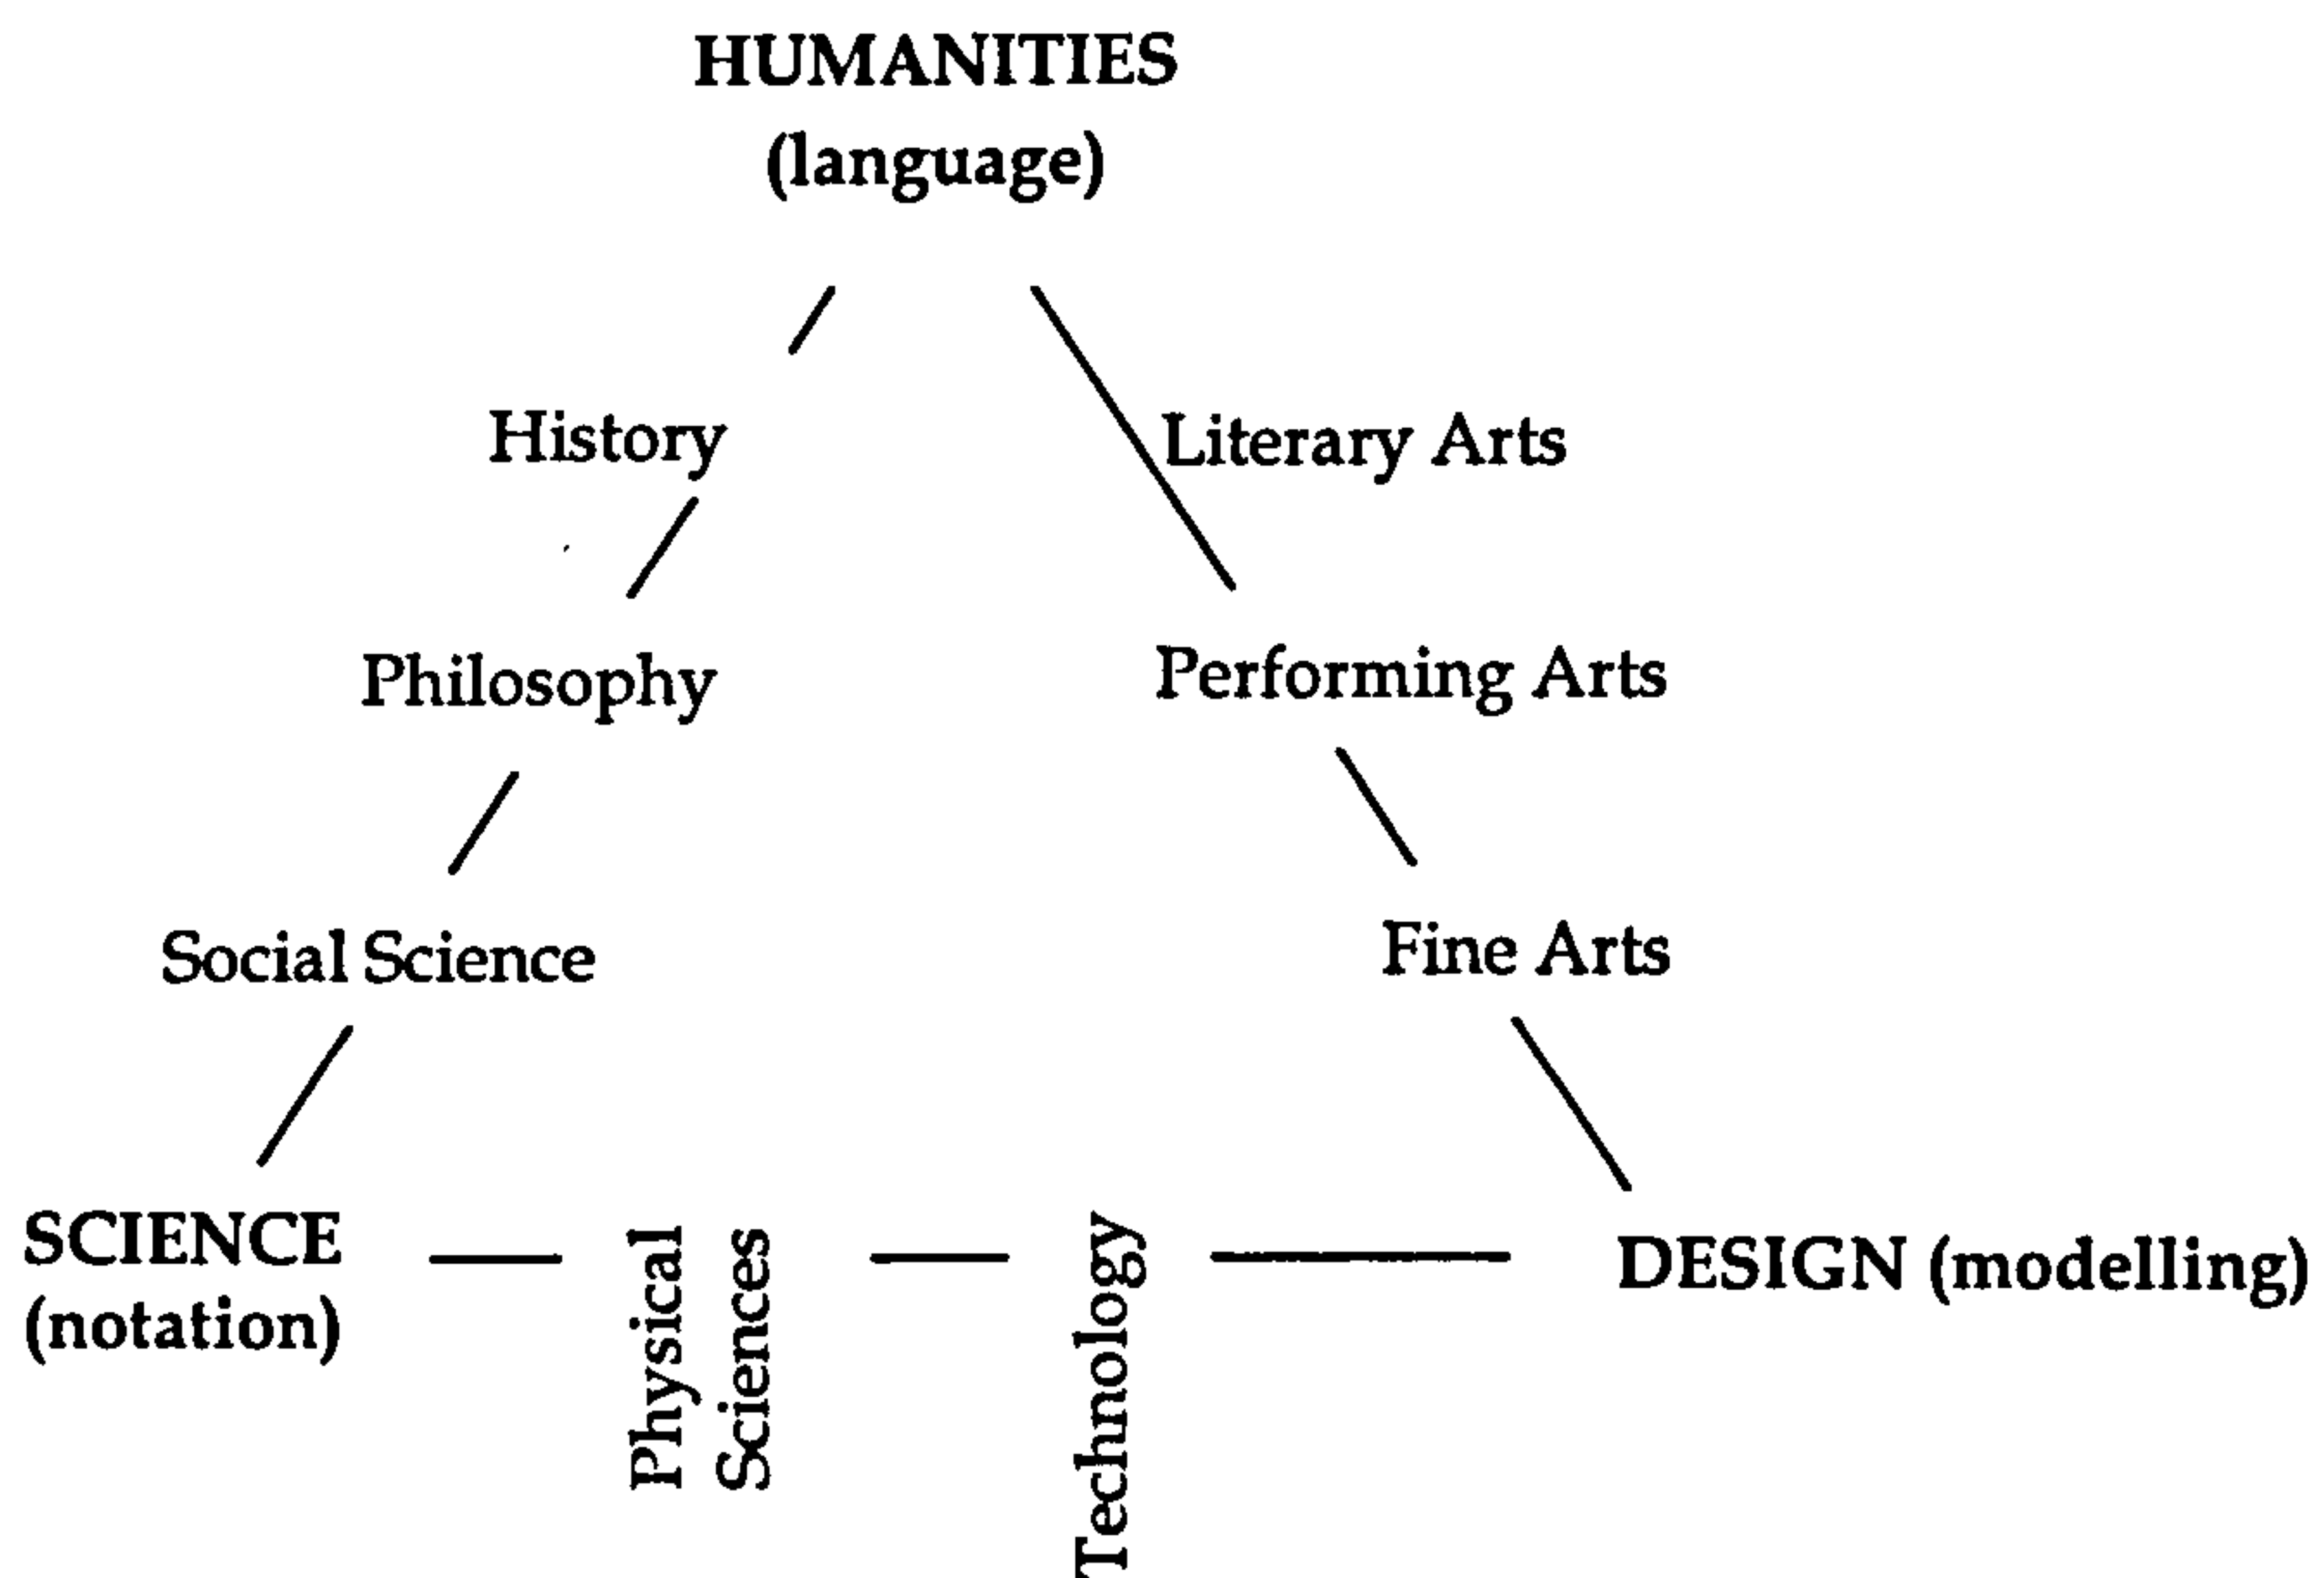 HUMANITIES
(language)
History
Literary Arts
Philosophy
Performing Arts
Social Science
Fine Arts
SCIENCE
(notation)
Physical
Sciences
Technology
DESIGN (modelling)